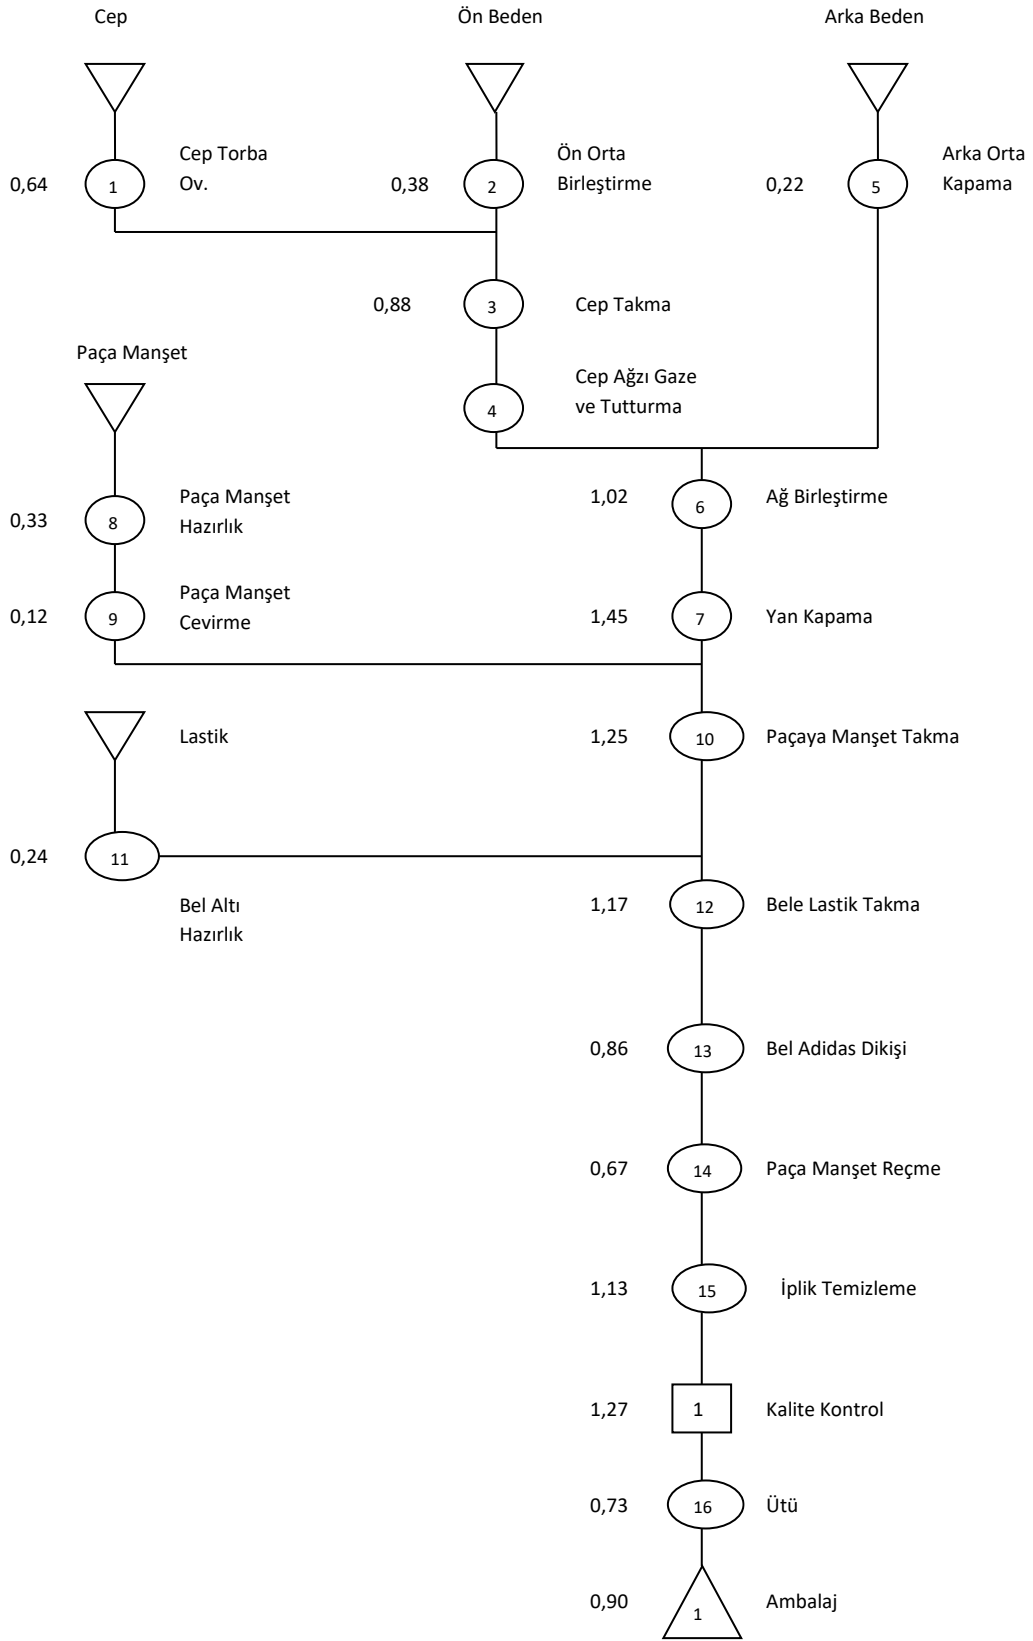 Cep
Ön Beden
Arka Beden
Cep Torba
Ov.
0,64
1
Ön Orta
Birleştirme
0,38
2
Arka Orta
Kapama
0,22
5
0,88
3
Cep Takma
Paça Manşet
Cep Ağzı Gaze
ve Tutturma
4
Paça Manşet
Hazırlık
0,33
8
1,02
6
Ağ Birleştirme
Paça Manşet
Cevirme
0,12
9
1,45
7
Yan Kapama
Lastik
1,25
10
Paçaya Manşet Takma
0,24
11
Bel Altı
Hazırlık
1,17
12
Bele Lastik Takma
0,86
13
Bel Adidas Dikişi
0,67
14
Paça Manşet Reçme
1,13
15
İplik Temizleme
1,27
1
Kalite Kontrol
0,73
16
Ütü
0,90
1
Ambalaj